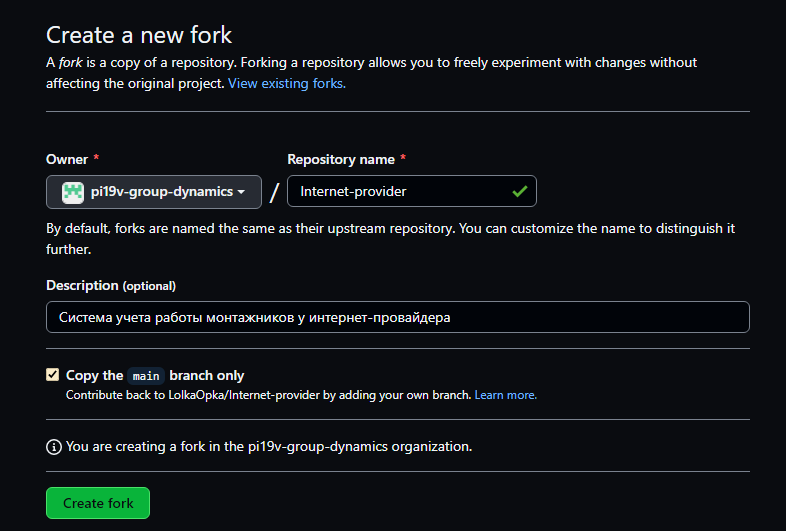 Create a new fork
A fork is a copy of a repository. Forking a repository allows you to freely experiment with changes without
affecting the original project. View existing forks.
Owner * Repository name *
pi19v-group-dynamics / Internet-provider
By default, forks are named the same as their upstream repository. You can customize the name to distinguish it
further.
Description (optional)
Система учета работы монтажников у интернет-провайдера
Copy the main branch only
Contribute back to LolkaOpka/Internet-provider by adding your own branch. Learn more.
You are creating a fork in the pi19v-group-dynamics organization.
Create fork